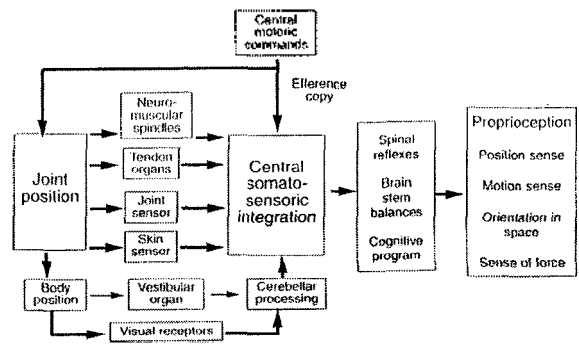 Central
motoric
commands
Efference
copy
Neuro-
muscular
spindles
Tendon
organs
Joint
position
Joint
sensor
Skin
sensor
Central
somato-
sensoric
integration
Spinal
reflexes
Brain
stem
balances
Cognitive
program
Proprioception
Position sense
Motion sense
Orientation in
space
Sense of force
Body
position
Vestibular
organ
Cerebellar
processing
Visual receptors